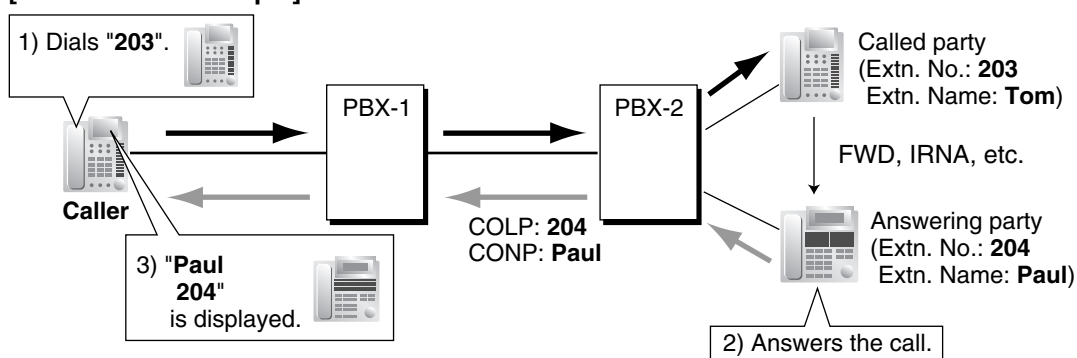 1) Dials "203".
Caller
3) "Paul
204"
is displayed.
PBX-1
COLP: 204
CONP: Paul
PBX-2
Called party
(Extn. No.: 203
Extn. Name: Tom)
FWD, IRNA, etc.
Answering party
(Extn. No.: 204
Extn. Name: Paul)
2) Answers the call.